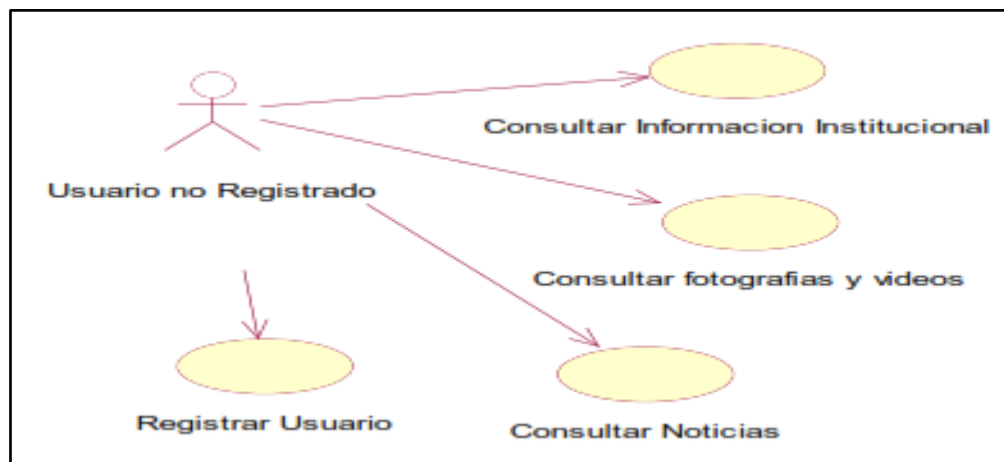 Consultar Informacion Institucional
Usuario no Registrado
Consultar fotografias y videos
Registrar Usuario
Consultar Noticias